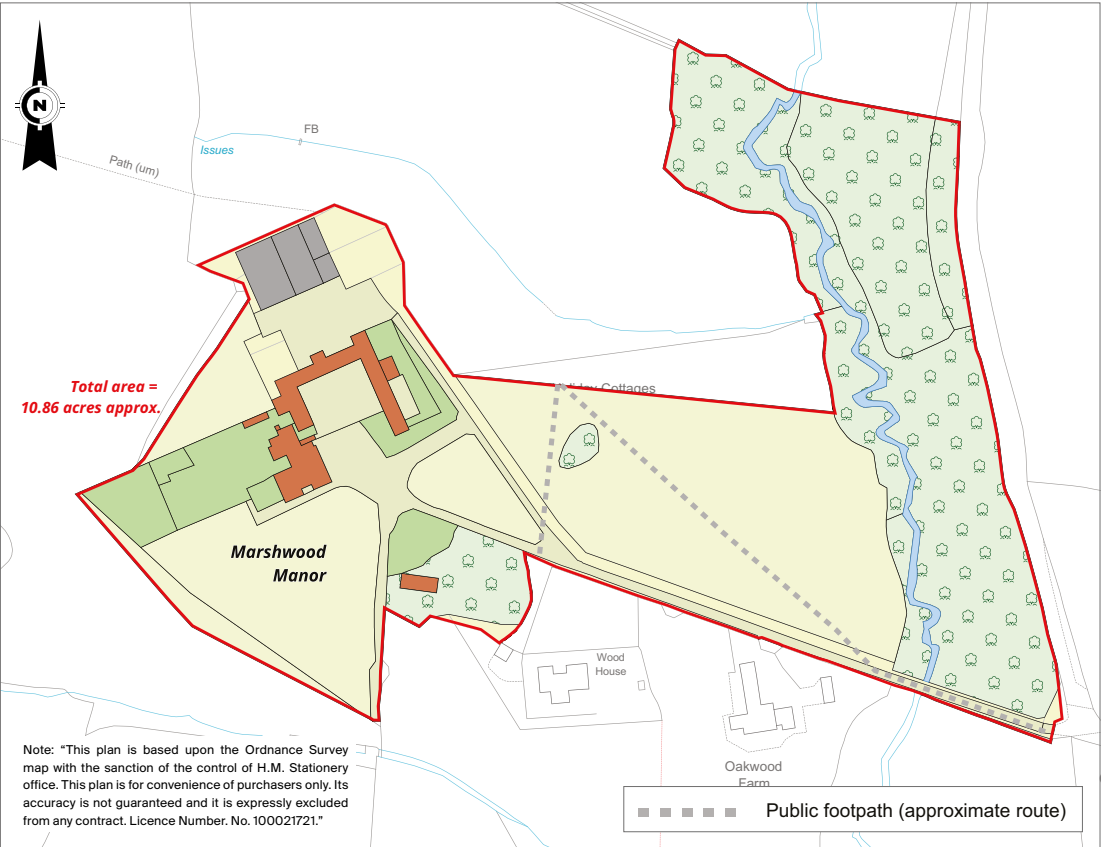 N
FB
Issues
Path (um)
Total area =
10.86 acres approx.
Cottages
Marshwood
Manor
Wood
House
Oakwood
Farm
Note: “This plan is based upon the Ordnance Survey
map with the sanction of the control of H.M. Stationery
office. This plan is for convenience of purchasers only. Its
accuracy is not guaranteed and it is expressly excluded
from any contract. Licence Number. No. 100021721.”
Public footpath (approximate route)